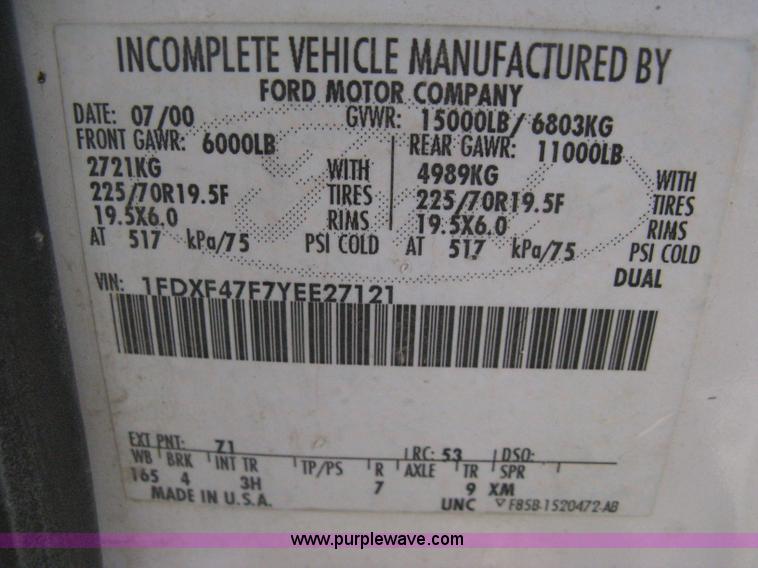 INCOMPLETE VEHICLE MANUFACTURED BY
FORD MOTOR COMPANY
DATE: 07/00 GVWR: 15000LB/ 6803KG
FRONT GAWR: 6000LB REAR GAWR: 11000LB
2721KG WITH 4989KG WITH
225/70R19.5F TIRES 225/70R19.5F TIRES
19.5X6.0 RIMS 19.5X6.0 RIMS
AT 517 kPa/75 PSI COLD AT 517 kPa/75 PSI COLD
DUAL
VIN: 1FDXF47F7YEE27121
EXT PNT: Z1 RC: 53 DSO:
WB BRK INT TR TP/PS R AXLE TR SPR
165 4 3H 7 9 XM
MADE IN U.S.A. UNC F85B-1520472-AB
www.purplewave.com